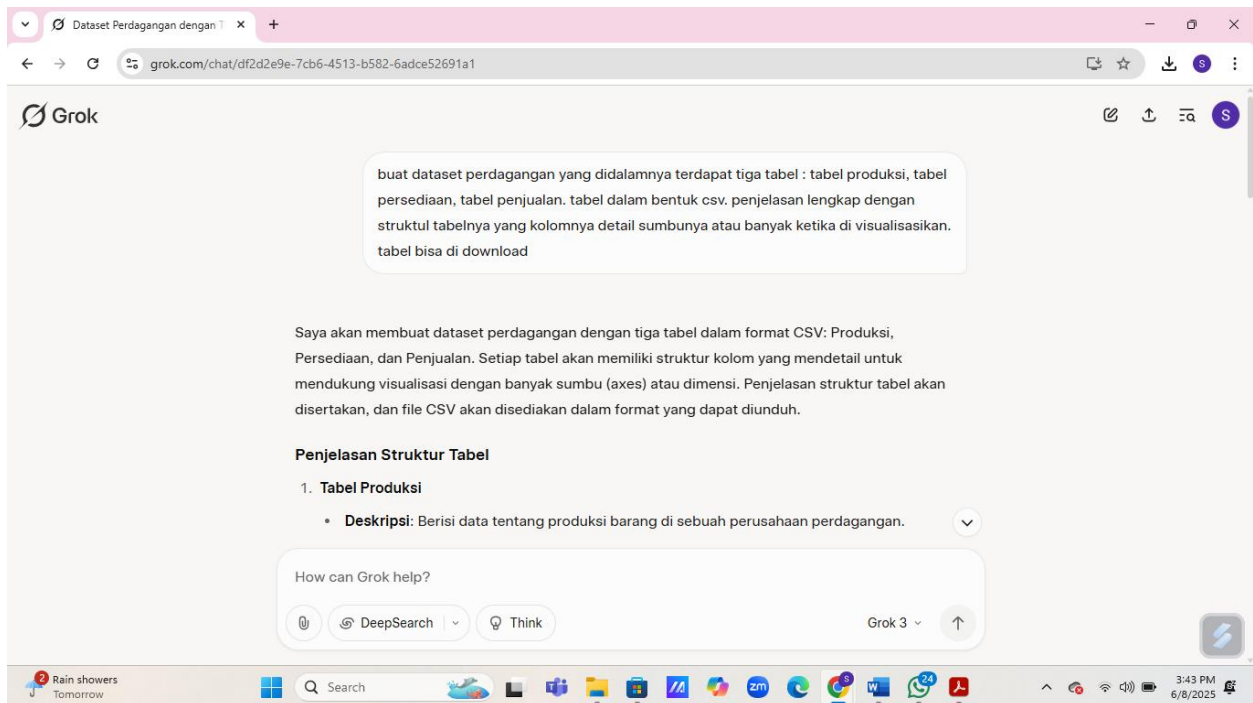 Dataset Perdagangan dengan T
grok.com/chat/df2d2e9e-7cb6-4513-b582-6adce52691a1
S
Grok
S
buat dataset perdagangan yang didalamnya terdapat tiga tabel : tabel produksi, tabel
persediaan, tabel penjualan. tabel dalam bentuk csv. penjelasan lengkap dengan
struktul tabelnya yang kolomnya detail sumbunya atau banyak ketika di visualisasikan.
tabel bisa di download
Saya akan membuat dataset perdagangan dengan tiga tabel dalam format CSV: Produksi,
Persediaan, dan Penjualan. Setiap tabel akan memiliki struktur kolom yang mendetail untuk
mendukung visualisasi dengan banyak sumbu (axes) atau dimensi. Penjelasan struktur tabel akan
disertakan, dan file CSV akan disediakan dalam format yang dapat diunduh.
Penjelasan Struktur Tabel
1. Tabel Produksi
• Deskripsi: Berisi data tentang produksi barang di sebuah perusahaan perdagangan.
How can Grok help?
DeepSearch
Think
Grok 3
2
Rain showers
Tomorrow
Search
zm
S
W
24
3:43 PM
6/8/2025